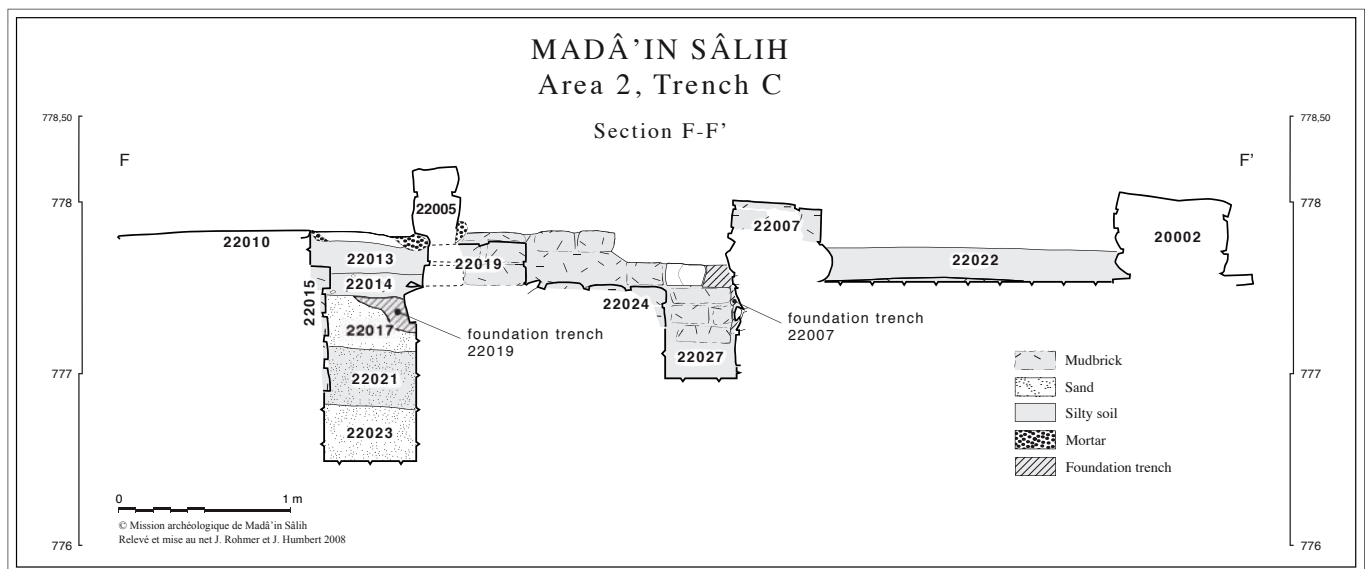 MADÂ'IN SÂLIH
Area 2, Trench C
Section F-F'
778,50
778,50
F
F'
778
778
22005
22007
20002
22010
22013
22019
22022
22014
22015
22024
22017
foundation trench
22019
foundation trench
22007
22027
777
777
22021
22023
Mudbrick
Sand
Silty soil
Mortar
Foundation trench
0
1 m
© Mission archéologique de Madâ'in Sâlih
Relevé et mise au net J. Rohmer et J. Humbert 2008
776
776